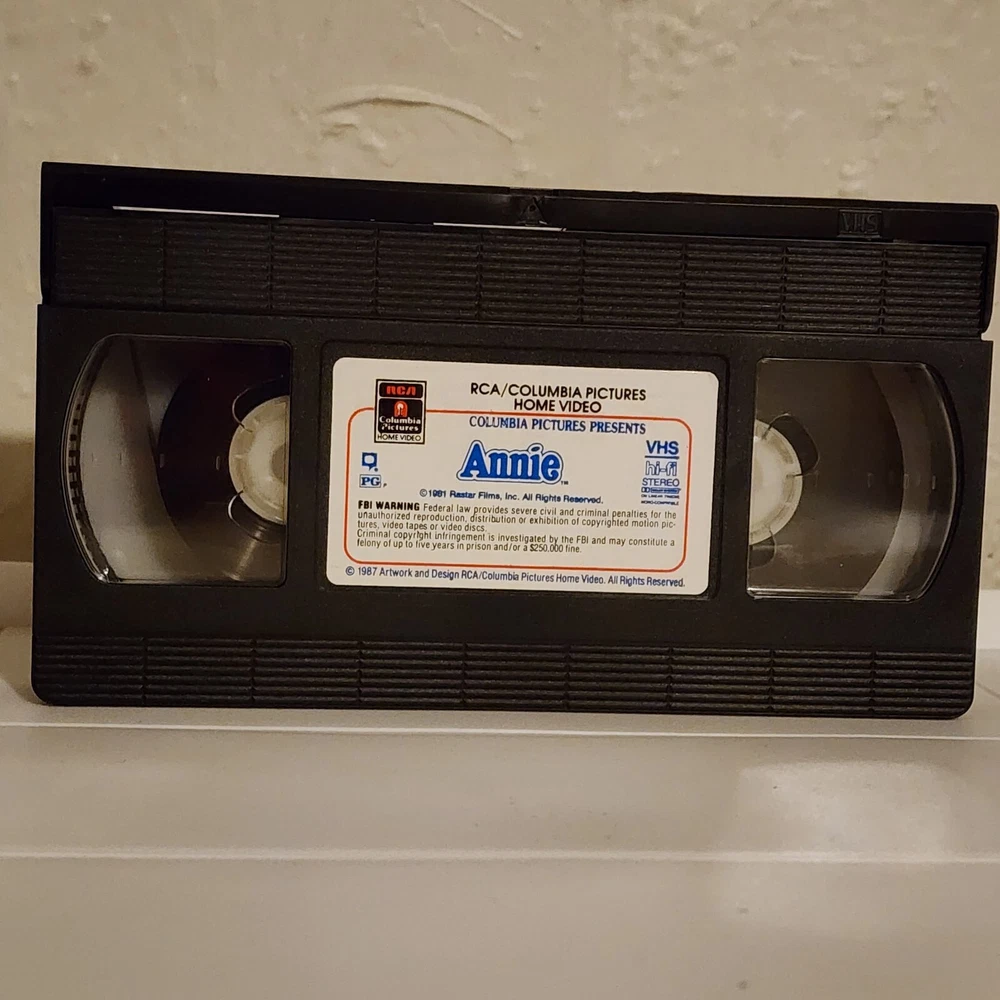 VHS
RCA
Columbia
Pictures
HOME VIDEO
RCA/COLUMBIA PICTURES
HOME VIDEO
COLUMBIA PICTURES PRESENTS
Annie™
VHS
hi-fi
STEREO
PG
©1981 Rastar Films, Inc. All Rights Reserved.
FBI WARNING Federal law provides severe civil and criminal penalties for the
unauthorized reproduction, distribution or exhibition of copyrighted motion pic-
tures, video tapes or video discs.
Criminal copyright infringement is investigated by the FBI and may constitute a
felony of up to five years in prison and/or a $250,000 fine.
© 1987 Artwork and Design RCA/Columbia Pictures Home Video. All Rights Reserved.